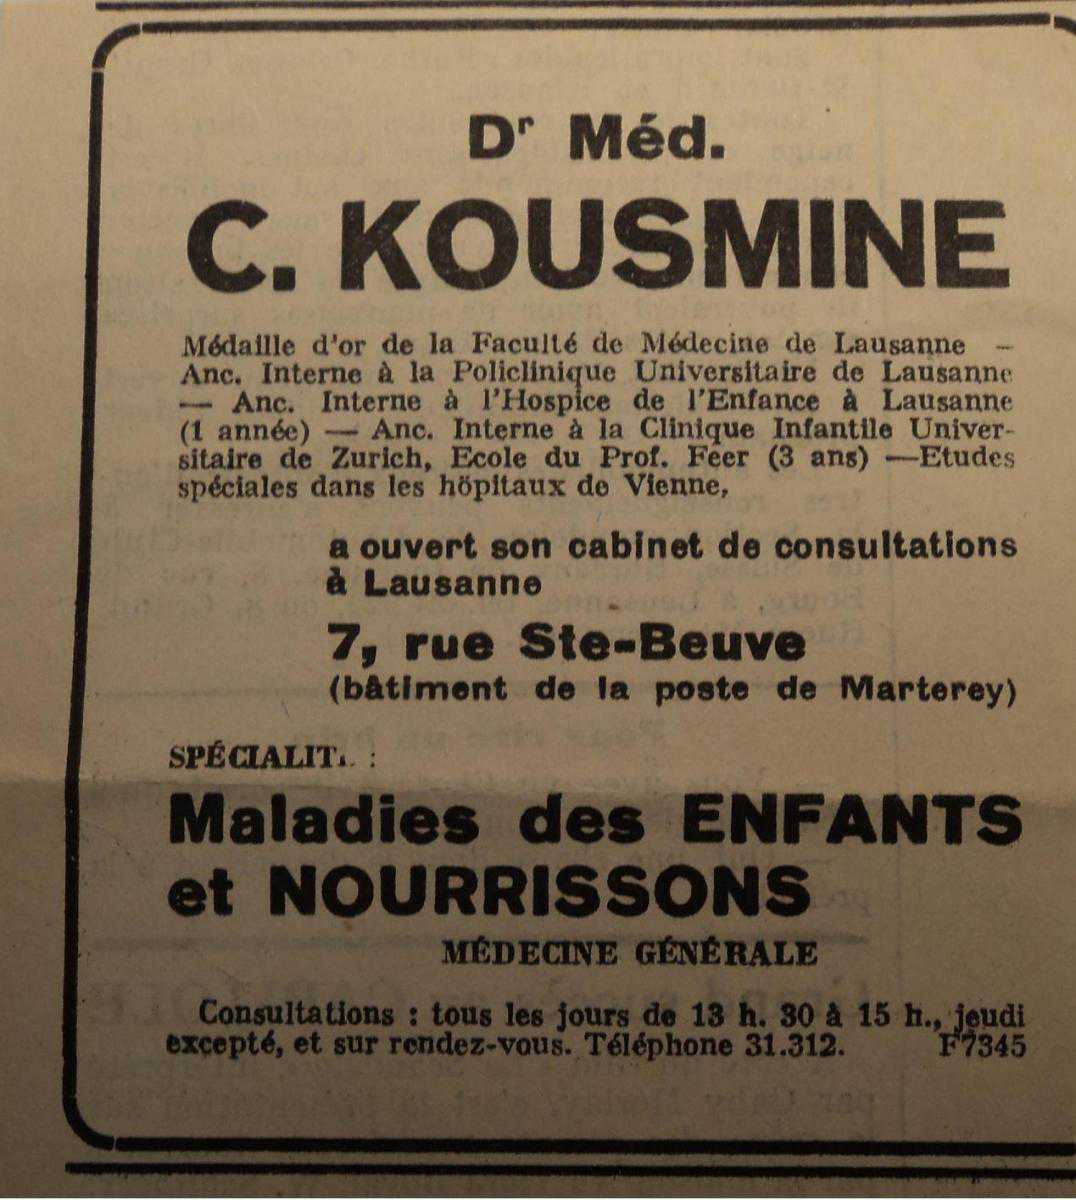 Dr Méd.
C. KOUSMINE
Médaille d'or de la Faculté de Médecine de Lausanne —
Anc. Interne à la Policlinique Universitaire de Lausanne
— Anc. Interne à l'Hospice de l'Enfance à Lausanne
(1 année) — Anc. Interne à la Clinique Infantile Univer-
sitaire de Zurich, Ecole du Prof. Feer (3 ans) —Etudes
spéciales dans les hôpitaux de Vienne,
a ouvert son cabinet de consultations
à Lausanne
7, rue Ste-Beuve
(bâtiment de la poste de Marterey)
SPÉCIALIT. :
Maladies des ENFANTS
et NOURRISSONS
MÉDECINE GÉNÉRALE
Consultations : tous les jours de 13 h. 30 à 15 h., jeudi
excepté, et sur rendez-vous. Téléphone 31.312. F7345